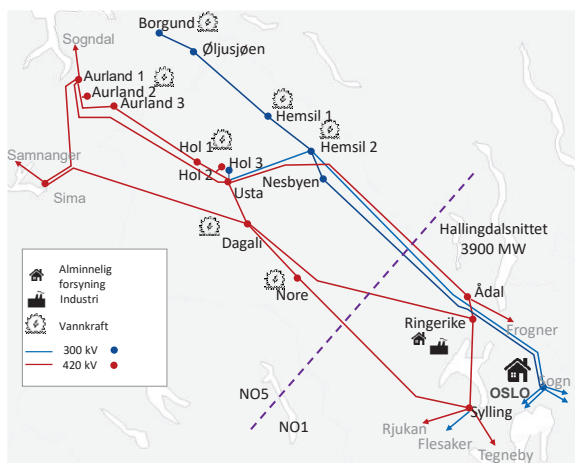 Borgund
Øljusjøen
Sogndal
Aurland 1
Aurland 2
Aurland 3
Hemsil 1
Hemsil 2
Hol 1
Hol 3
Hol 2
Nesbyen
Usta
Samnanger
Sima
Dagali
Hallingdalsnittet
3900 MW
Nore
Ådal
Ringerike
Frogner
Alminnelig
forsyning
Industri
Vannkraft
300 kV
420 kV
OSLO
Sogn
NO5
NO1
Sylling
Rjukan
Flesaker
Tegneby